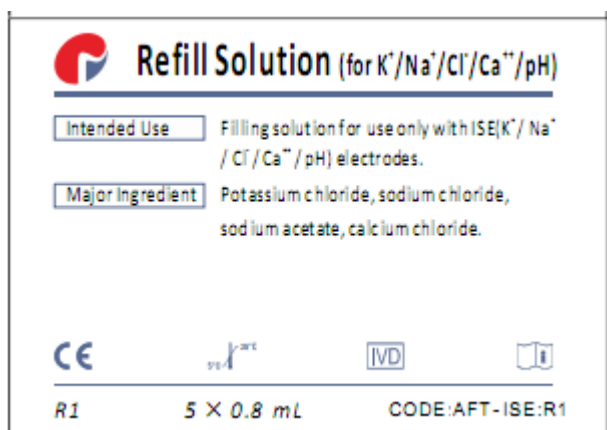 Refill Solution (for K⁺/Na⁺/Cl⁻/Ca⁺⁺/pH)
Intended Use Filling solution for use only with ISE(K⁺/ Na⁺
/ Cl⁻/ Ca⁺⁺/ pH) electrodes.
Major Ingredient Potassium chloride, sodium chloride,
sodium acetate, calcium chloride.
CE IVD i
R1 5 × 0.8 mL CODE:AFT-ISE:R1